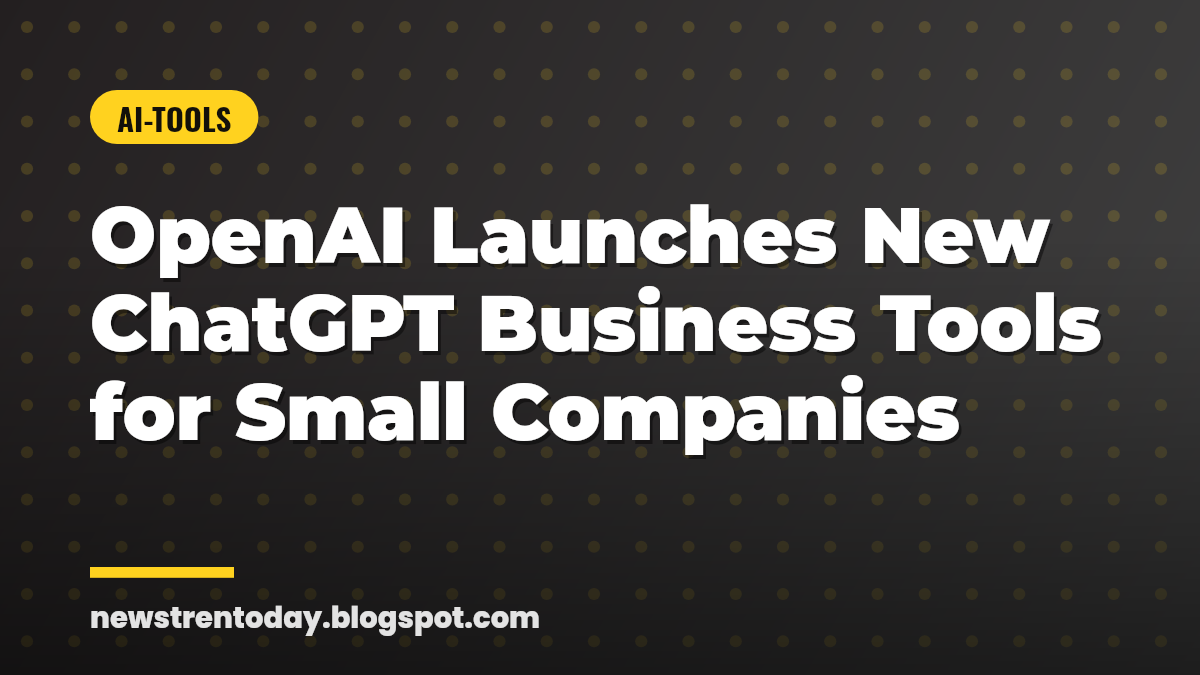 AI-TOOLS
OpenAI Launches New
ChatGPT Business Tools
for Small Companies
newstrentoday.blogspot.com